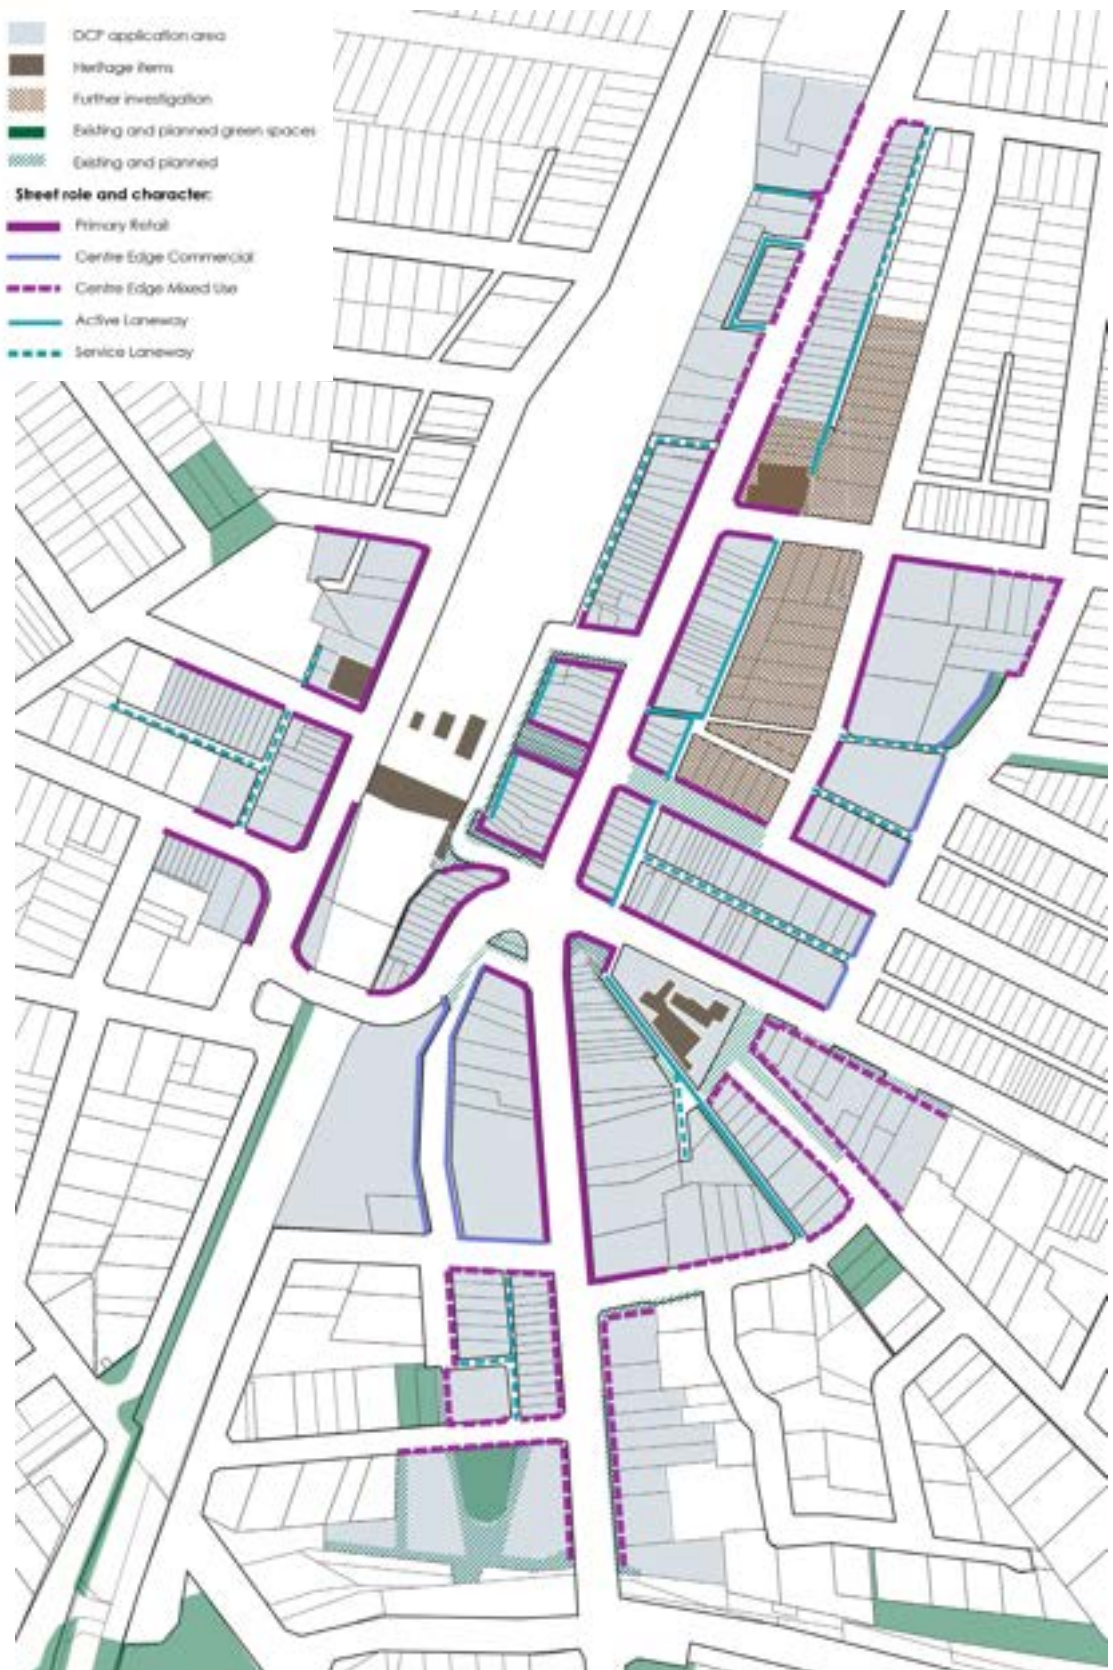 DCP application area
Heritage items
Further investigation
Existing and planned green spaces
Existing and planned
Street role and character:
Primary Retail
Centre Edge Commercial
Centre Edge Mixed Use
Active Laneway
Service Laneway